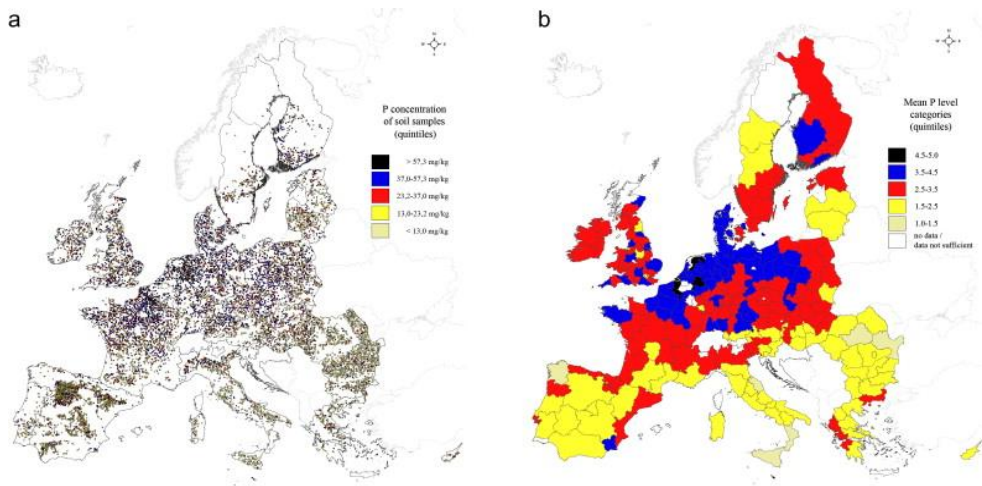 a
P concentration
of soil samples
(quintiles)
> 57,3 mg/kg
37,0-57,3 mg/kg
23,2-37,0 mg/kg
13,0-23,2 mg/kg
< 13,0 mg/kg
b
Mean P level
categories
(quintiles)
4.5-5.0
3.5-4.5
2.5-3.5
1.5-2.5
1.0-1.5
no data /
data not sufficient